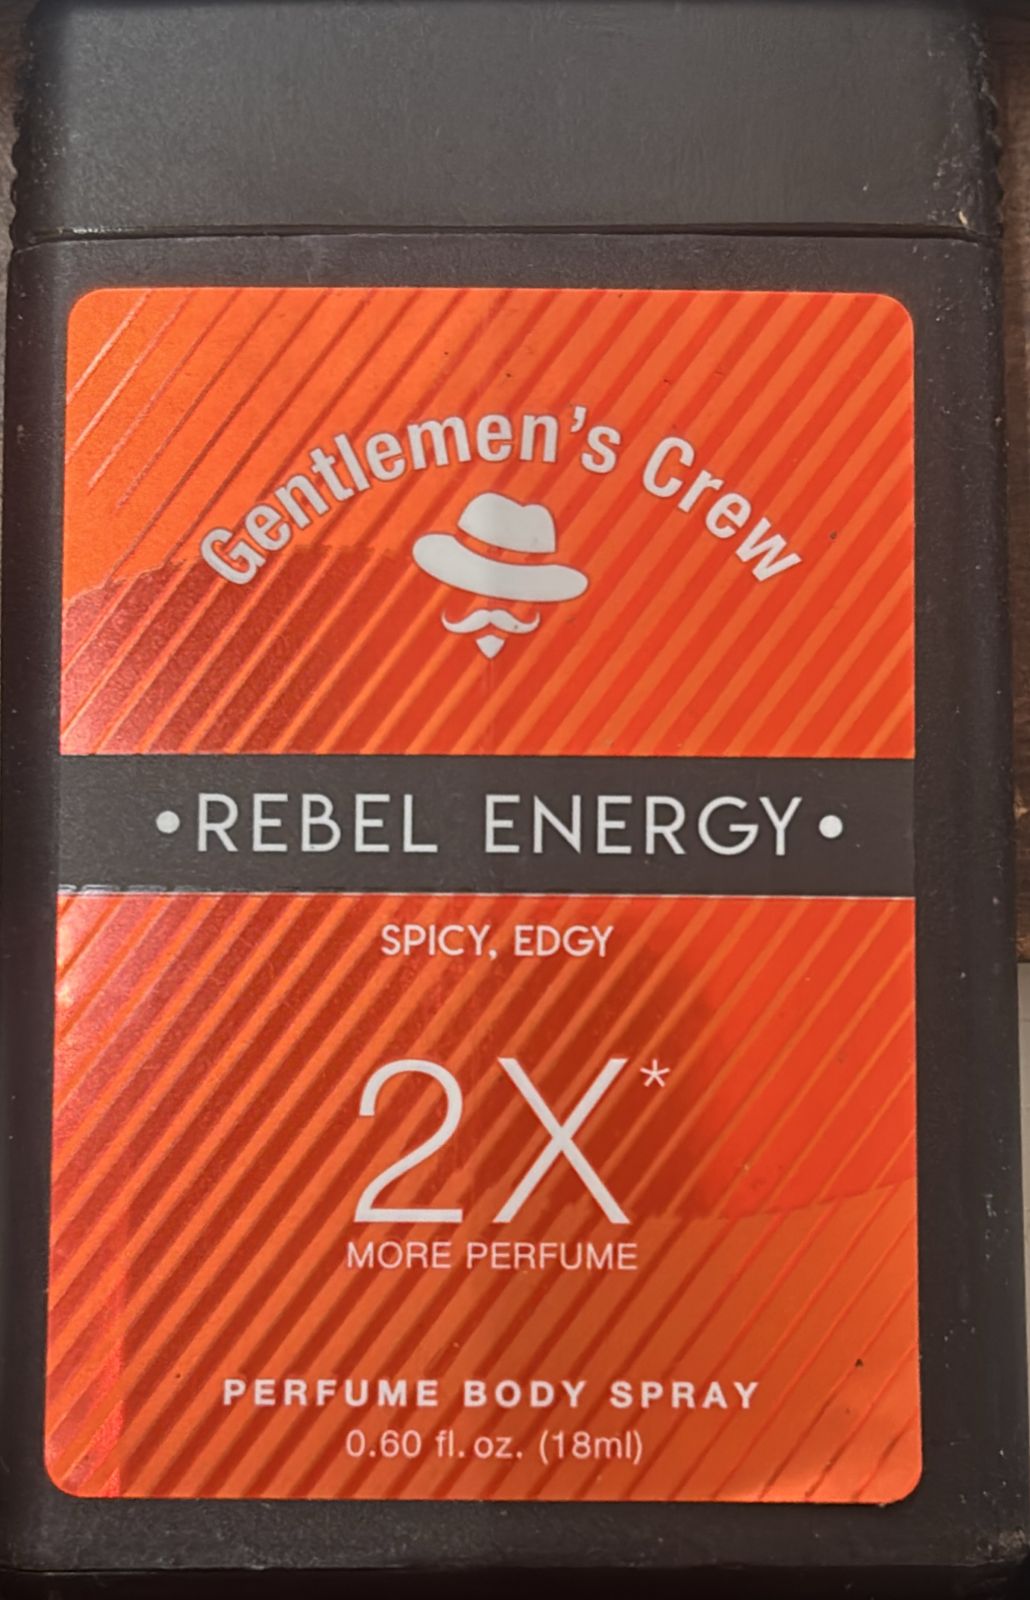 Gentlemen's Crew
•REBEL ENERGY•
SPICY, EDGY
2X*
MORE PERFUME
PERFUME BODY SPRAY
0.60 fl. oz. (18ml)